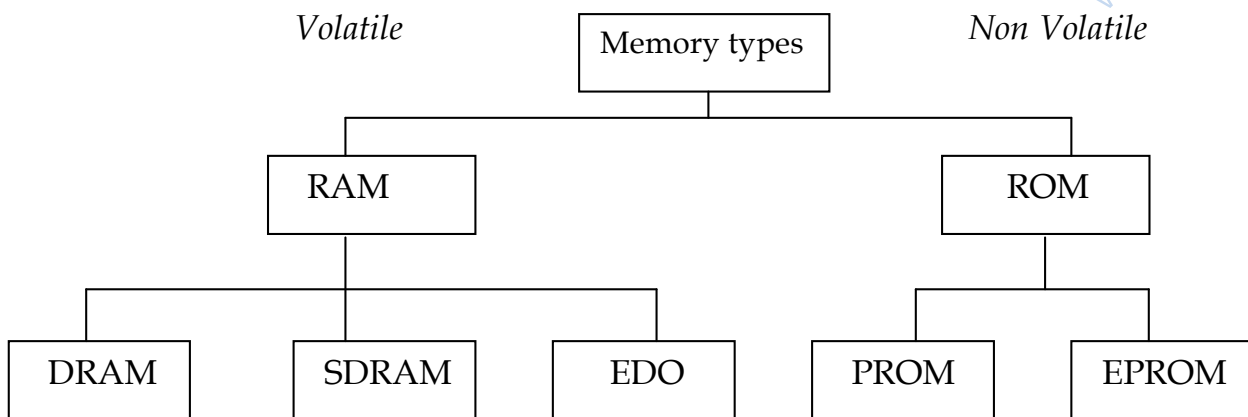 Volatile
Memory types
Non Volatile
RAM
ROM
DRAM
SDRAM
EDO
PROM
EPROM